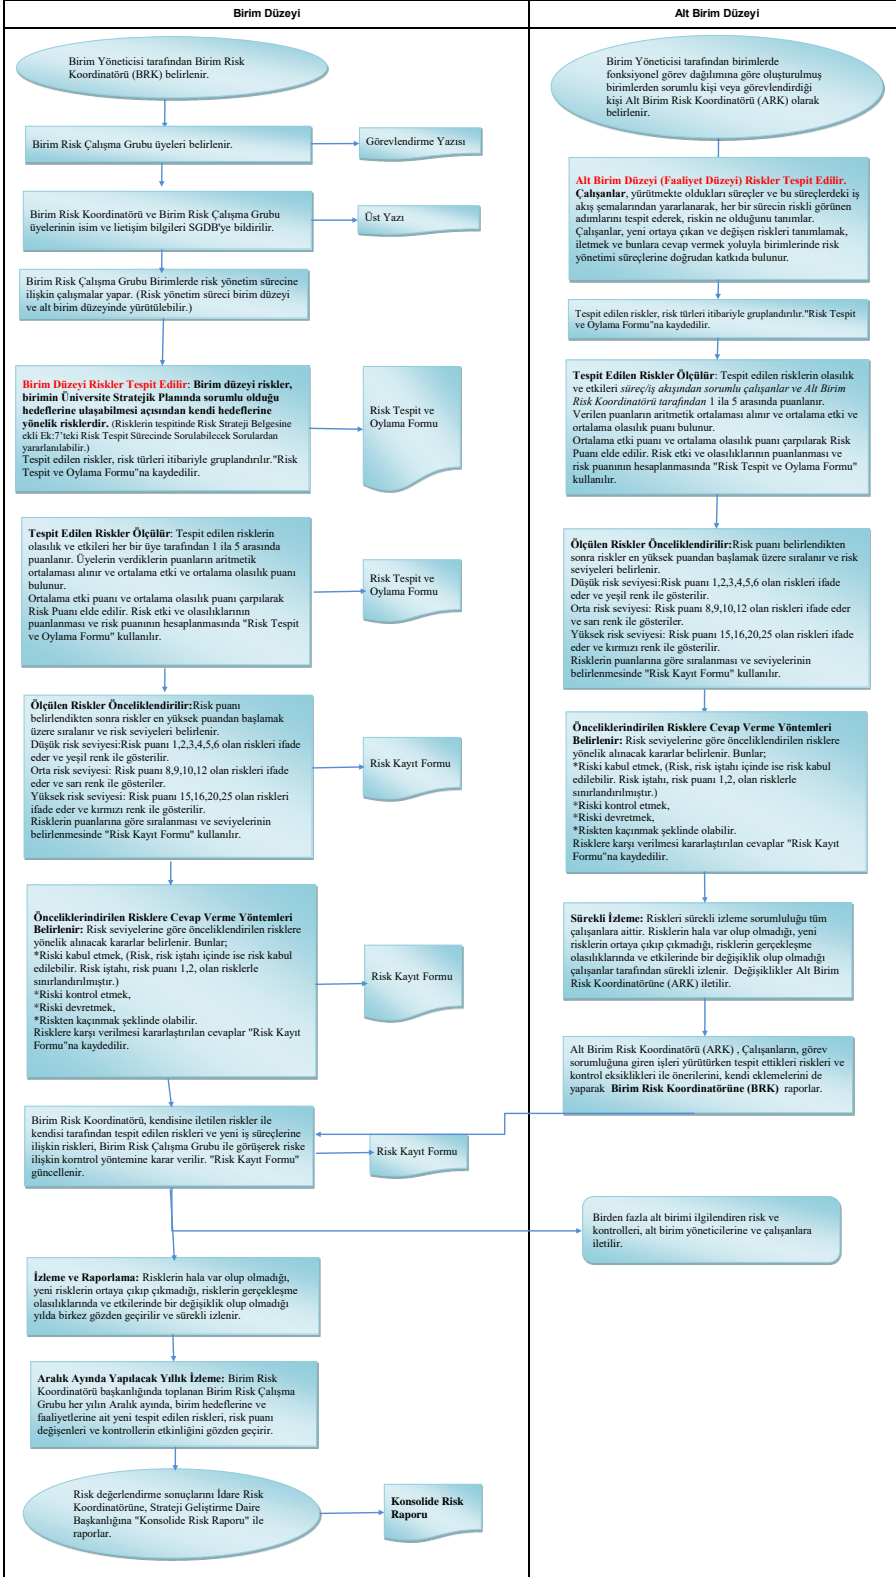 Birim Düzeyi
Birim Yöneticisi tarafından Birim Risk
Koordinatörü (BRK) belirlenir.
Birim Risk Çalışma Grubu üyeleri belirlenir.
Görevlendirme Yazısı
Birim Risk Koordinatörü ve Birim Risk Çalışma Grubu
üyelerinin isim ve lietişim bilgileri SGDB'ye bildirilir.
Üst Yazı
Birim Risk Çalışma Grubu Birimlerde risk yönetim sürecine
ilişkin çalışmalar yapar. (Risk yönetim süreci birim düzeyi
ve alt birim düzeyinde yürütülebilir.)
Birim Düzeyi Riskler Tespit Edilir: Birim düzeyi riskler,
birimin Üniversite Stratejik Planında sorumlu olduğu
hedeflerine ulaşabilmesi açısından kendi hedeflerine
yönelik risklerdir. (Risklerin tespitinde Risk Strateji Belgesine
ekli Ek:7’teki Risk Tespit Sürecinde Sorulabilecek Sorulardan
yararlanılabilir.)
Tespit edilen riskler, risk türleri itibariyle gruplandırılır."Risk
Tespit ve Oylama Formu"na kaydedilir.
Risk Tespit ve
Oylama Formu
Tespit Edilen Riskler Ölçülür: Tespit edilen risklerin
olasılık ve etkileri her bir üye tarafından 1 ila 5 arasında
puanlanır. Üyelerin verdiklerin puanların aritmetik
ortalaması alınır ve ortalama etki ve ortalama olasılık puanı
bulunur.
Ortalama etki puanı ve ortalama olasılık puanı çarpılarak
Risk Puanı elde edilir. Risk etki ve olasılıklarının
puanlanması ve risk puanının hesaplanmasında "Risk Tespit
ve Oylama Formu" kullanılır.
Risk Tespit ve
Oylama Formu
Ölçülen Riskler Önceliklendirilir:Risk puanı
belirlendikten sonra riskler en yüksek puandan başlamak
üzere sıralanır ve risk seviyeleri belirlenir.
Düşük risk seviyesi:Risk puanı 1,2,3,4,5,6 olan riskleri ifade
eder ve yeşil renk ile gösterilir.
Orta risk seviyesi: Risk puanı 8,9,10,12 olan riskleri ifade
eder ve sarı renk ile gösteriler.
Yüksek risk seviyesi: Risk puanı 15,16,20,25 olan riskleri
ifade eder ve kırmızı renk ile gösterilir.
Risklerin puanlarına göre sıralanması ve seviyelerinin
belirlenmesinde "Risk Kayıt Formu" kullanılır.
Risk Kayıt Formu
Önceliklerindirilen Risklere Cevap Verme Yöntemleri
Belirlenir: Risk seviyelerine göre önceliklendirilen risklere
yönelik alınacak kararlar belirlenir. Bunlar;
*Riski kabul etmek, (Risk, risk iştahı içinde ise risk kabul
edilebilir. Risk iştahı, risk puanı 1,2, olan risklerle
sınırlandırılmıştır.)
*Riski kontrol etmek,
*Riski devretmek,
*Riskten kaçınmak şeklinde olabilir.
Risklere karşı verilmesi kararlaştırılan cevaplar "Risk Kayıt
Formu"na kaydedilir.
Risk Kayıt Formu
Birim Risk Koordinatörü, kendisine iletilen riskler ile
kendisi tarafından tespit edilen riskleri ve yeni iş süreçlerine
ilişkin riskleri, Birim Risk Çalışma Grubu ile görüşerek riske
ilişkin korntrol yöntemine karar verilir. "Risk Kayıt Formu"
güncellenir.
Risk Kayıt Formu
İzleme ve Raporlama: Risklerin hala var olup olmadığı,
yeni risklerin ortaya çıkıp çıkmadığı, risklerin gerçekleşme
olasılıklarında ve etkilerinde bir değişiklik olup olmadığı
yılda birkez gözden geçirilir ve sürekli izlenir.
Aralık Ayında Yapılacak Yıllık İzleme: Birim Risk
Koordinatörü başkanlığında toplanan Birim Risk Çalışma
Grubu her yılın Aralık ayında, birim hedeflerine ve
faaliyetlerine ait yeni tespit edilen riskleri, risk puanı
değişenleri ve kontrollerin etkinliğini gözden geçirir.
Risk değerlendirme sonuçlarını İdare Risk
Koordinatörüne, Strateji Geliştirme Daire
Başkanlığına "Konsolide Risk Raporu" ile
raporlar.
Konsolide Risk
Raporu
Alt Birim Düzeyi
Birim Yöneticisi tarafından birimlerde
fonksiyonel görev dağılımına göre oluşturulmuş
birimlerden sorumlu kişi veya görevlendirdiği
kişi Alt Birim Risk Koordinatörü (ARK) olarak
belirlenir.
Alt Birim Düzeyi (Faaliyet Düzeyi) Riskler Tespit Edilir.
Çalışanlar, yürütmekte oldukları süreçler ve bu süreçlerdeki iş
akış şemalarından yararlanılarak, her bir sürecin riskli görünen
adımlarını tespit ederek, riskin ne olduğunu tanımlar.
Çalışanlar, yeni ortaya çıkan ve değişen riskleri tanımlamak,
iletmek ve bunlara cevap vermek yoluyla birimlerinde risk
yönetimi süreçlerine doğrudan katkıda bulunur.
Tespit edilen riskler, risk türleri itibariyle gruplandırılır."Risk Tespit
ve Oylama Formu"na kaydedilir.
Tespit Edilen Riskler Ölçülür: Tespit edilen risklerin olasılık
ve etkileri süreç/iş akışından sorumlu çalışanlar ve Alt Birim
Risk Koordinatörü tarafından 1 ila 5 arasında puanlanır.
Verilen puanların aritmetik ortalaması alınır ve ortalama etki ve
ortalama olasılık puanı bulunur.
Ortalama etki puanı ve ortalama olasılık puanı çarpılarak Risk
Puanı elde edilir. Risk etki ve olasılıklarının puanlanması ve
risk puanının hesaplanmasında "Risk Tespit ve Oylama Formu"
kullanılır.
Ölçülen Riskler Önceliklendirilir:Risk puanı belirlendikten
sonra riskler en yüksek puandan başlamak üzere sıralanır ve risk
seviyeleri belirlenir.
Düşük risk seviyesi:Risk puanı 1,2,3,4,5,6 olan riskleri ifade
eder ve yeşil renk ile gösterilir.
Orta risk seviyesi: Risk puanı 8,9,10,12 olan riskleri ifade eder
ve sarı renk ile gösteriler.
Yüksek risk seviyesi: Risk puanı 15,16,20,25 olan riskleri ifade
eder ve kırmızı renk ile gösterilir.
Risklerin puanlarına göre sıralanması ve seviyelerinin
belirlenmesinde "Risk Kayıt Formu" kullanılır.
Önceliklerindirilen Risklere Cevap Verme Yöntemleri
Belirlenir: Risk seviyelerine göre önceliklendirilen risklere
yönelik alınacak kararlar belirlenir. Bunlar;
*Riski kabul etmek, (Risk, risk iştahı içinde ise risk kabul
edilebilir. Risk iştahı, risk puanı 1,2, olan risklerle
sınırlandırılmıştır.)
*Riski kontrol etmek,
*Riski devretmek,
*Riskten kaçınmak şeklinde olabilir.
Risklere karşı verilmesi kararlaştırılan cevaplar "Risk Kayıt
Formu"na kaydedilir.
Sürekli İzleme: Riskleri sürekli izleme sorumluluğu tüm
çalışanlara aittir. Risklerin hala var olup olmadığı, yeni
risklerin ortaya çıkıp çıkmadığı, risklerin gerçekleşme
olasılıklarında ve etkilerinde bir değişiklik olup olmadığı
çalışanlar tarafından sürekli izlenir. Değişiklikler Alt Birim
Risk Koordinatörüne (ARK) iletilir.
Alt Birim Risk Koordinatörü (ARK) , Çalışanların, görev
sorumluğuna giren işleri yürütürken tespit ettikleri riskleri ve
kontrol eksiklikleri ile önerilerini, kendi eklemelerini de
yaparak Birim Risk Koordinatörüne (BRK) raporlar.
Birden fazla alt birimi ilgilendiren risk ve
kontrolleri, alt birim yöneticilerine ve çalışanlara
iletilir.